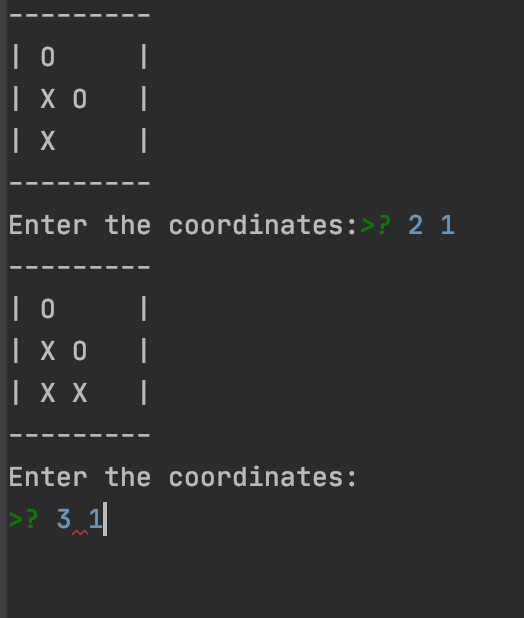 ---------
| O     |
| X O   |
| X     |
---------
Enter the coordinates:>? 2 1
---------
| O     |
| X O   |
| X X   |
---------
Enter the coordinates:
>? 3 1